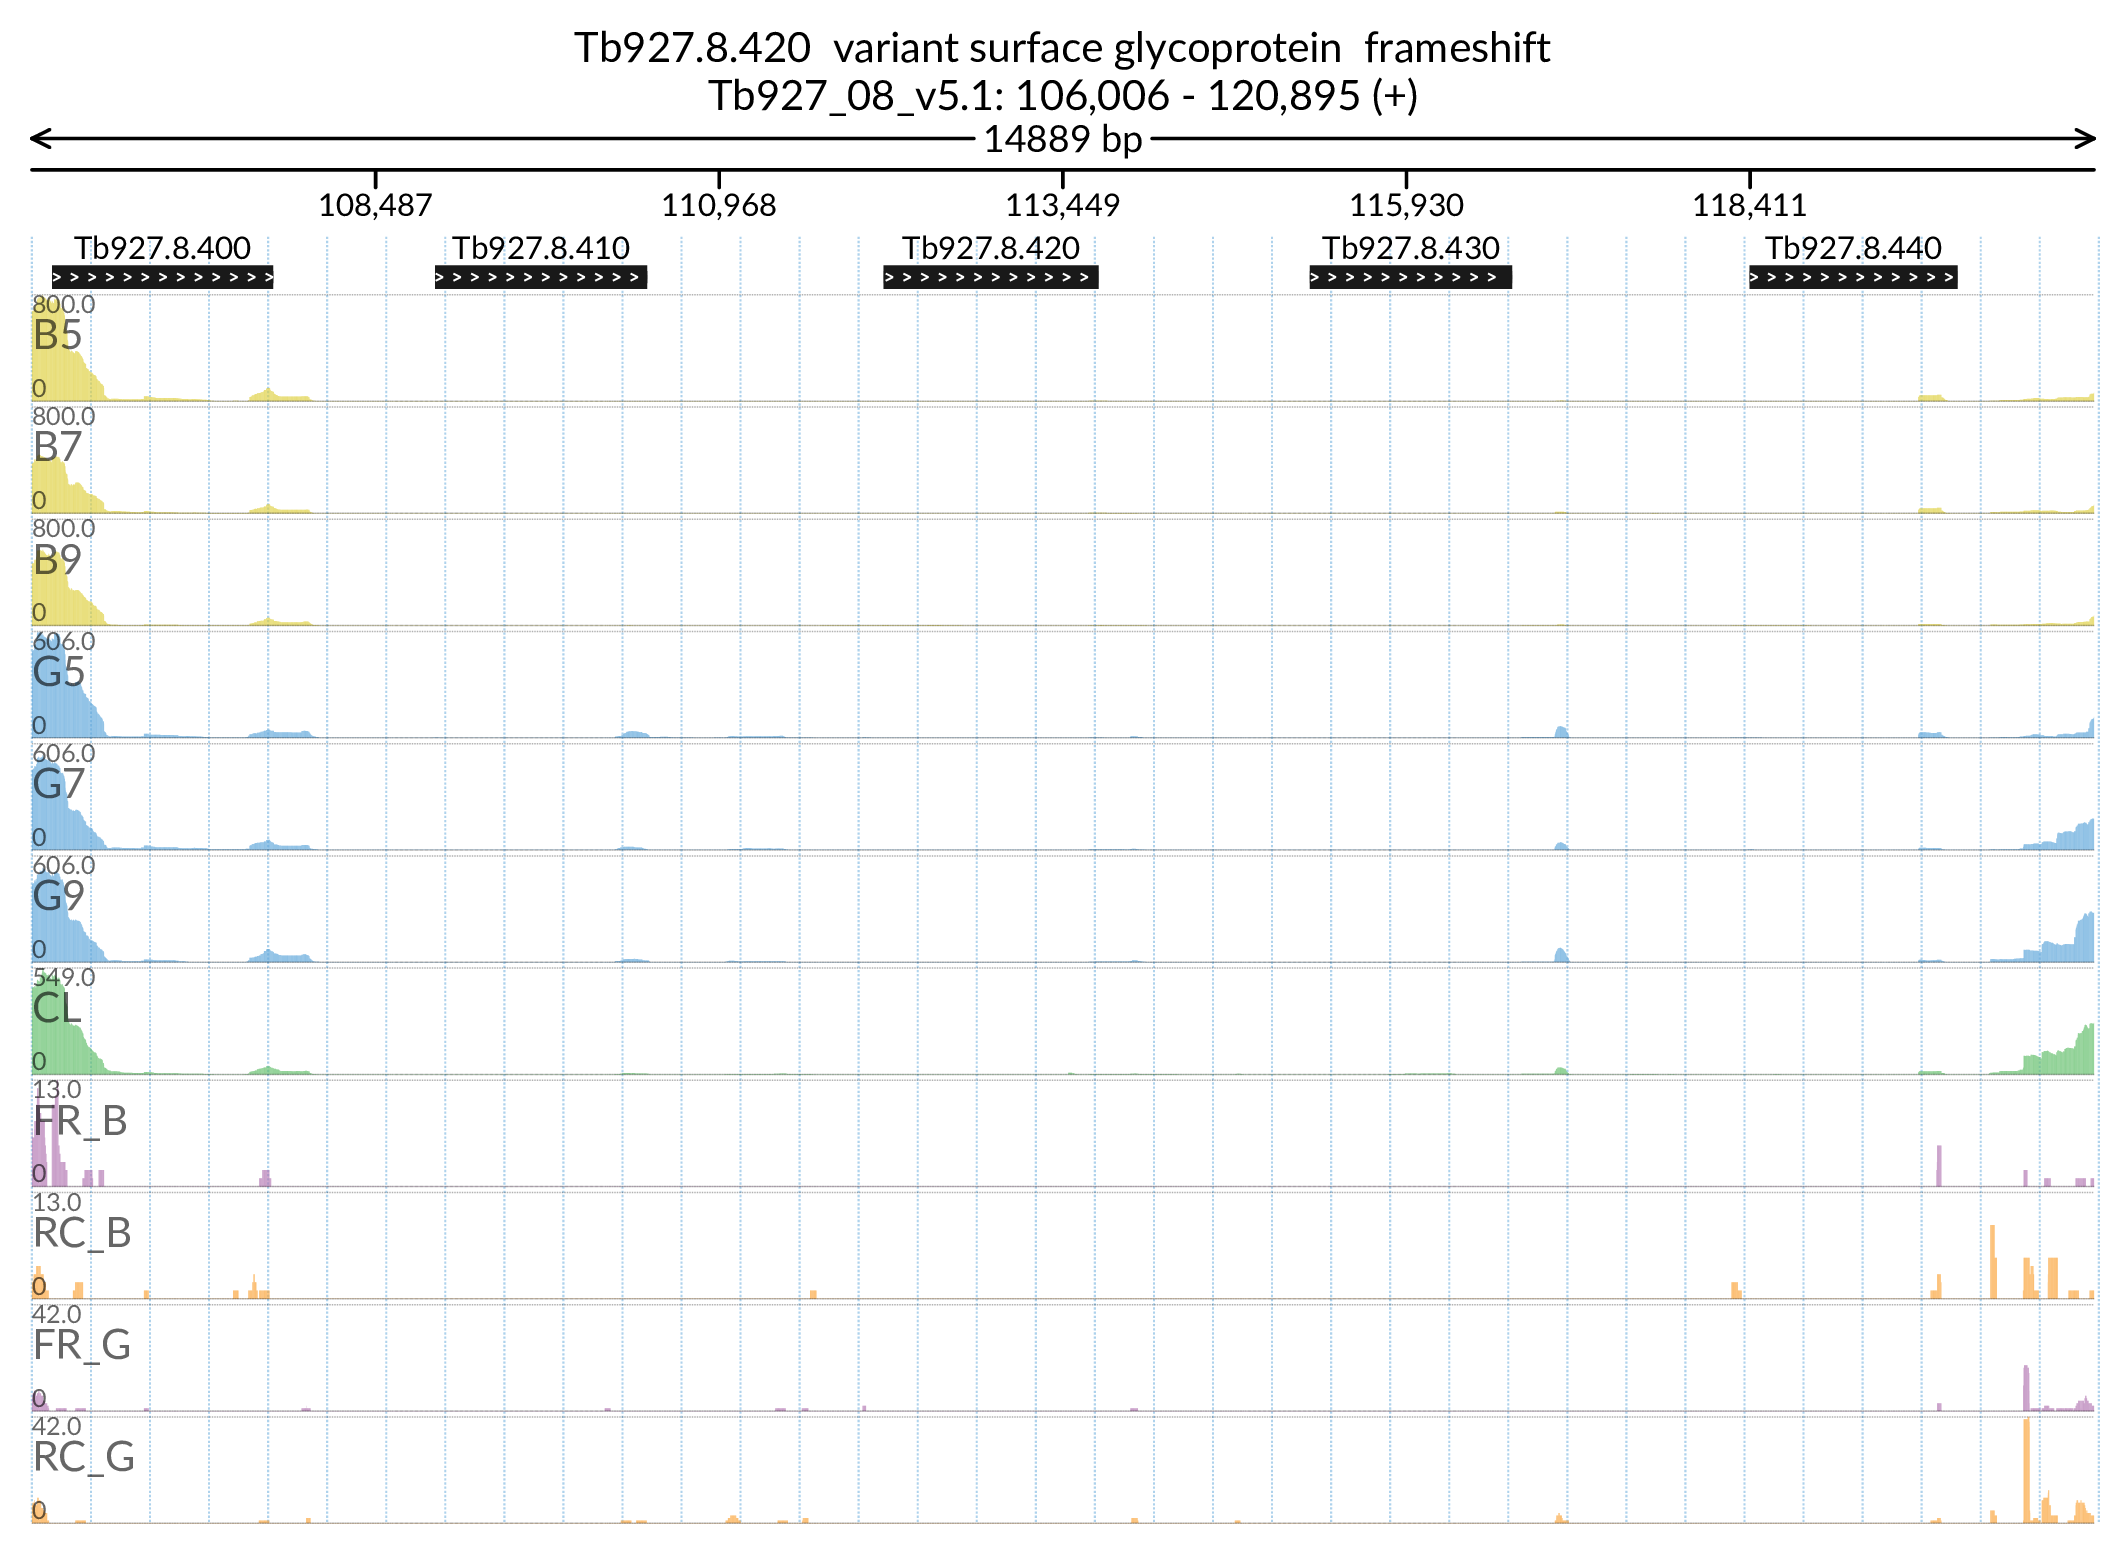 Tb927.8.420 variant surface glycoprotein frameshift
Tb927_08_v5.1: 106,006 - 120,895 (+)
14889 bp
108,487 110,968 113,449 115,930 118,411
Tb927.8.400 Tb927.8.410 Tb927.8.420 Tb927.8.430 Tb927.8.440
800.0
B5
0
800.0
B7
0
800.0
B9
0
606.0
G5
0
606.0
G7
0
606.0
G9
0
549.0
CL
0
13.0
FR_B
0
13.0
RC_B
0
42.0
FR_G
0
42.0
RC_G
0